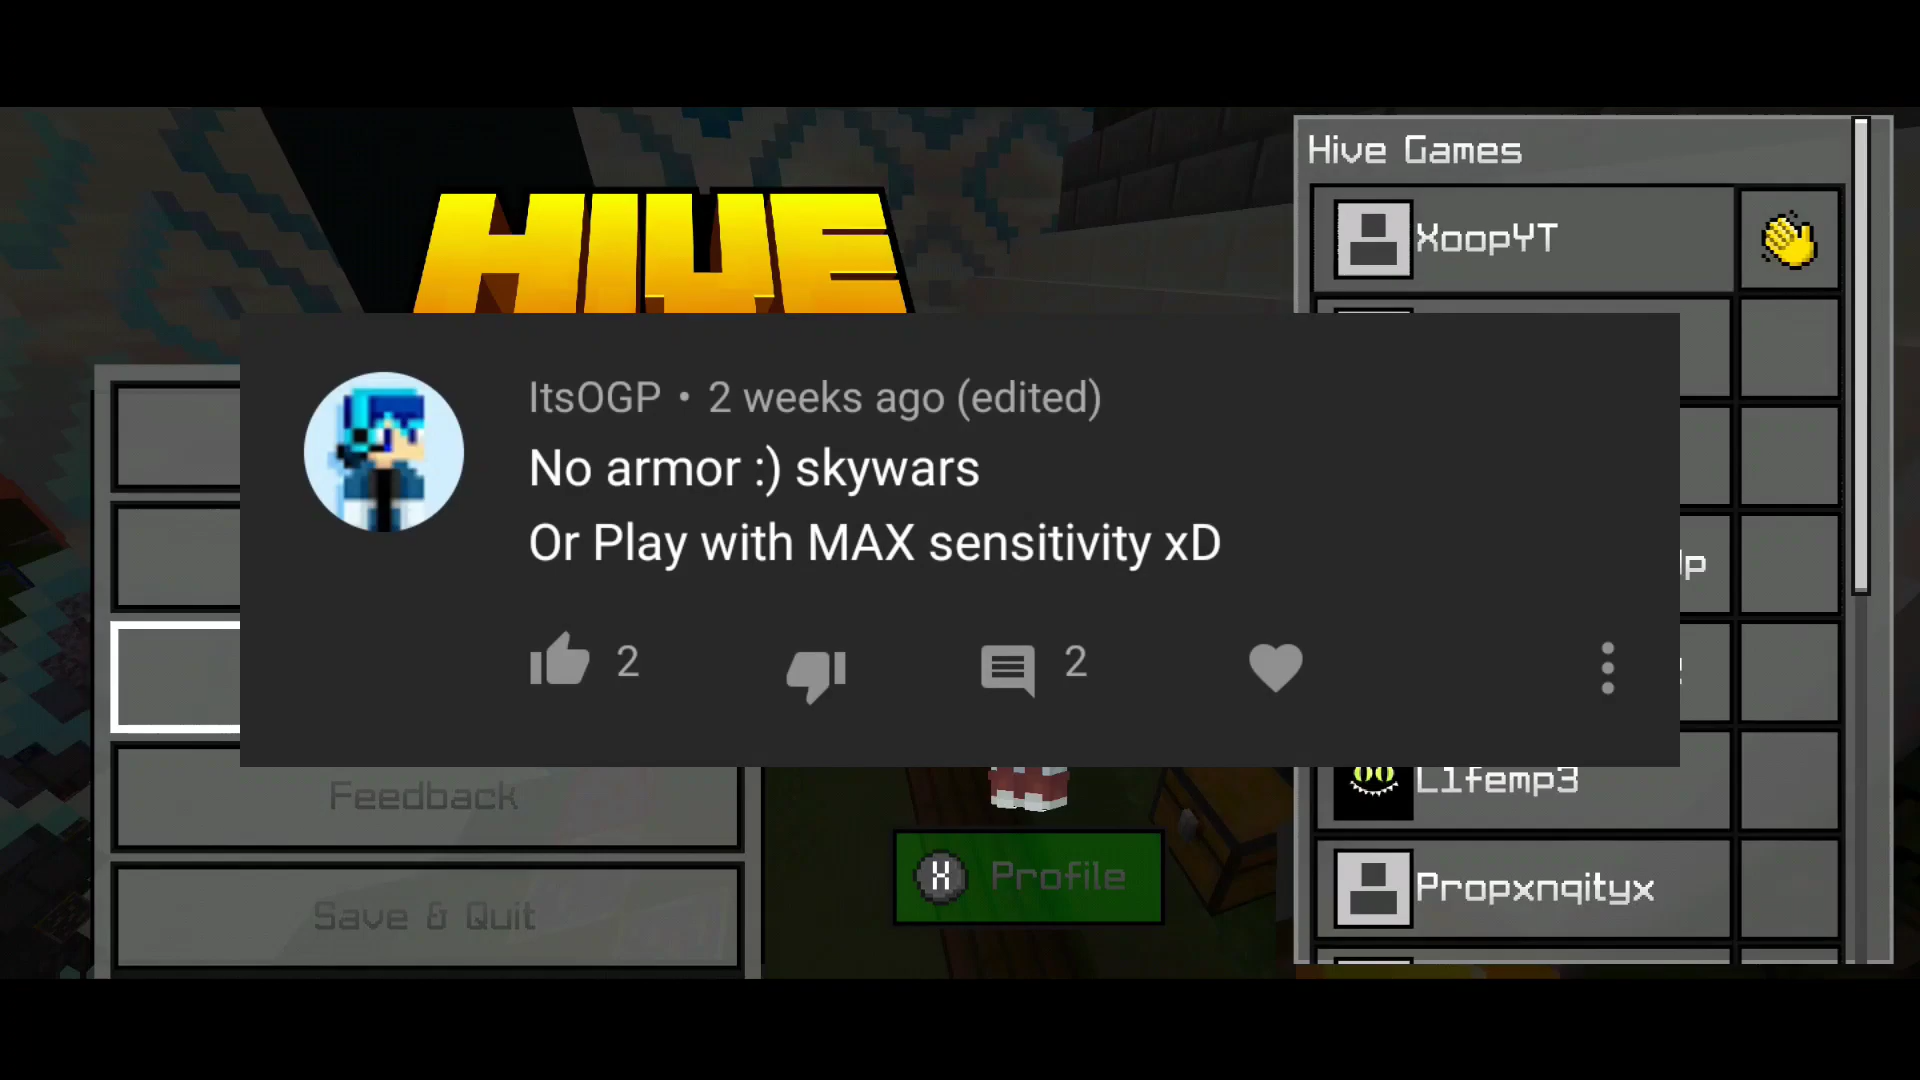 HIVE
Hive Games
XoopYT
ItsOGP • 2 weeks ago (edited)
No armor :) skywars
Or Play with MAX sensitivity xD
2
2
L1femp3
Feedback
X Profile
Propxnqityx
Save & Quit